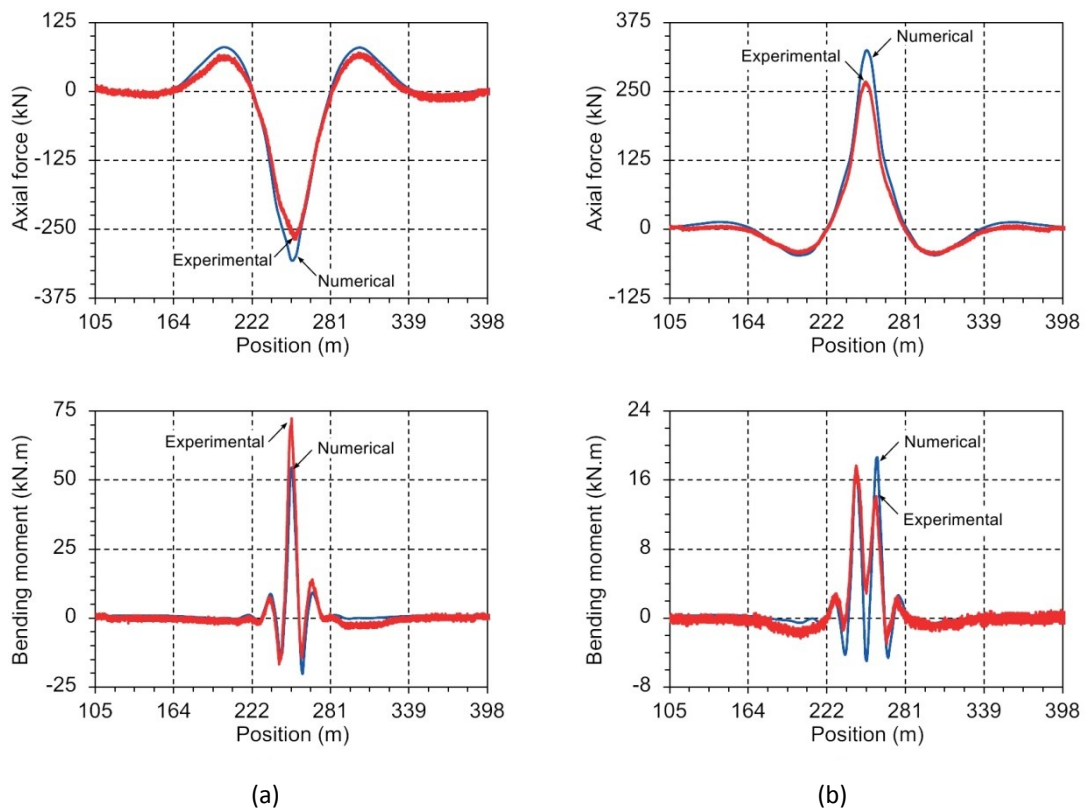 125
0
-125
-250
-375
Axial force (kN)
Experimental
Numerical
105 164 222 281 339 398
Position (m)
375
250
125
0
-125
Axial force (kN)
Numerical
Experimental
105 164 222 281 339 398
Position (m)
75
50
25
0
-25
Bending moment (kN.m)
Experimental
Numerical
105 164 222 281 339 398
Position (m)
24
16
8
0
-8
Bending moment (kN.m)
Numerical
Experimental
105 164 222 281 339 398
Position (m)
(a)
(b)